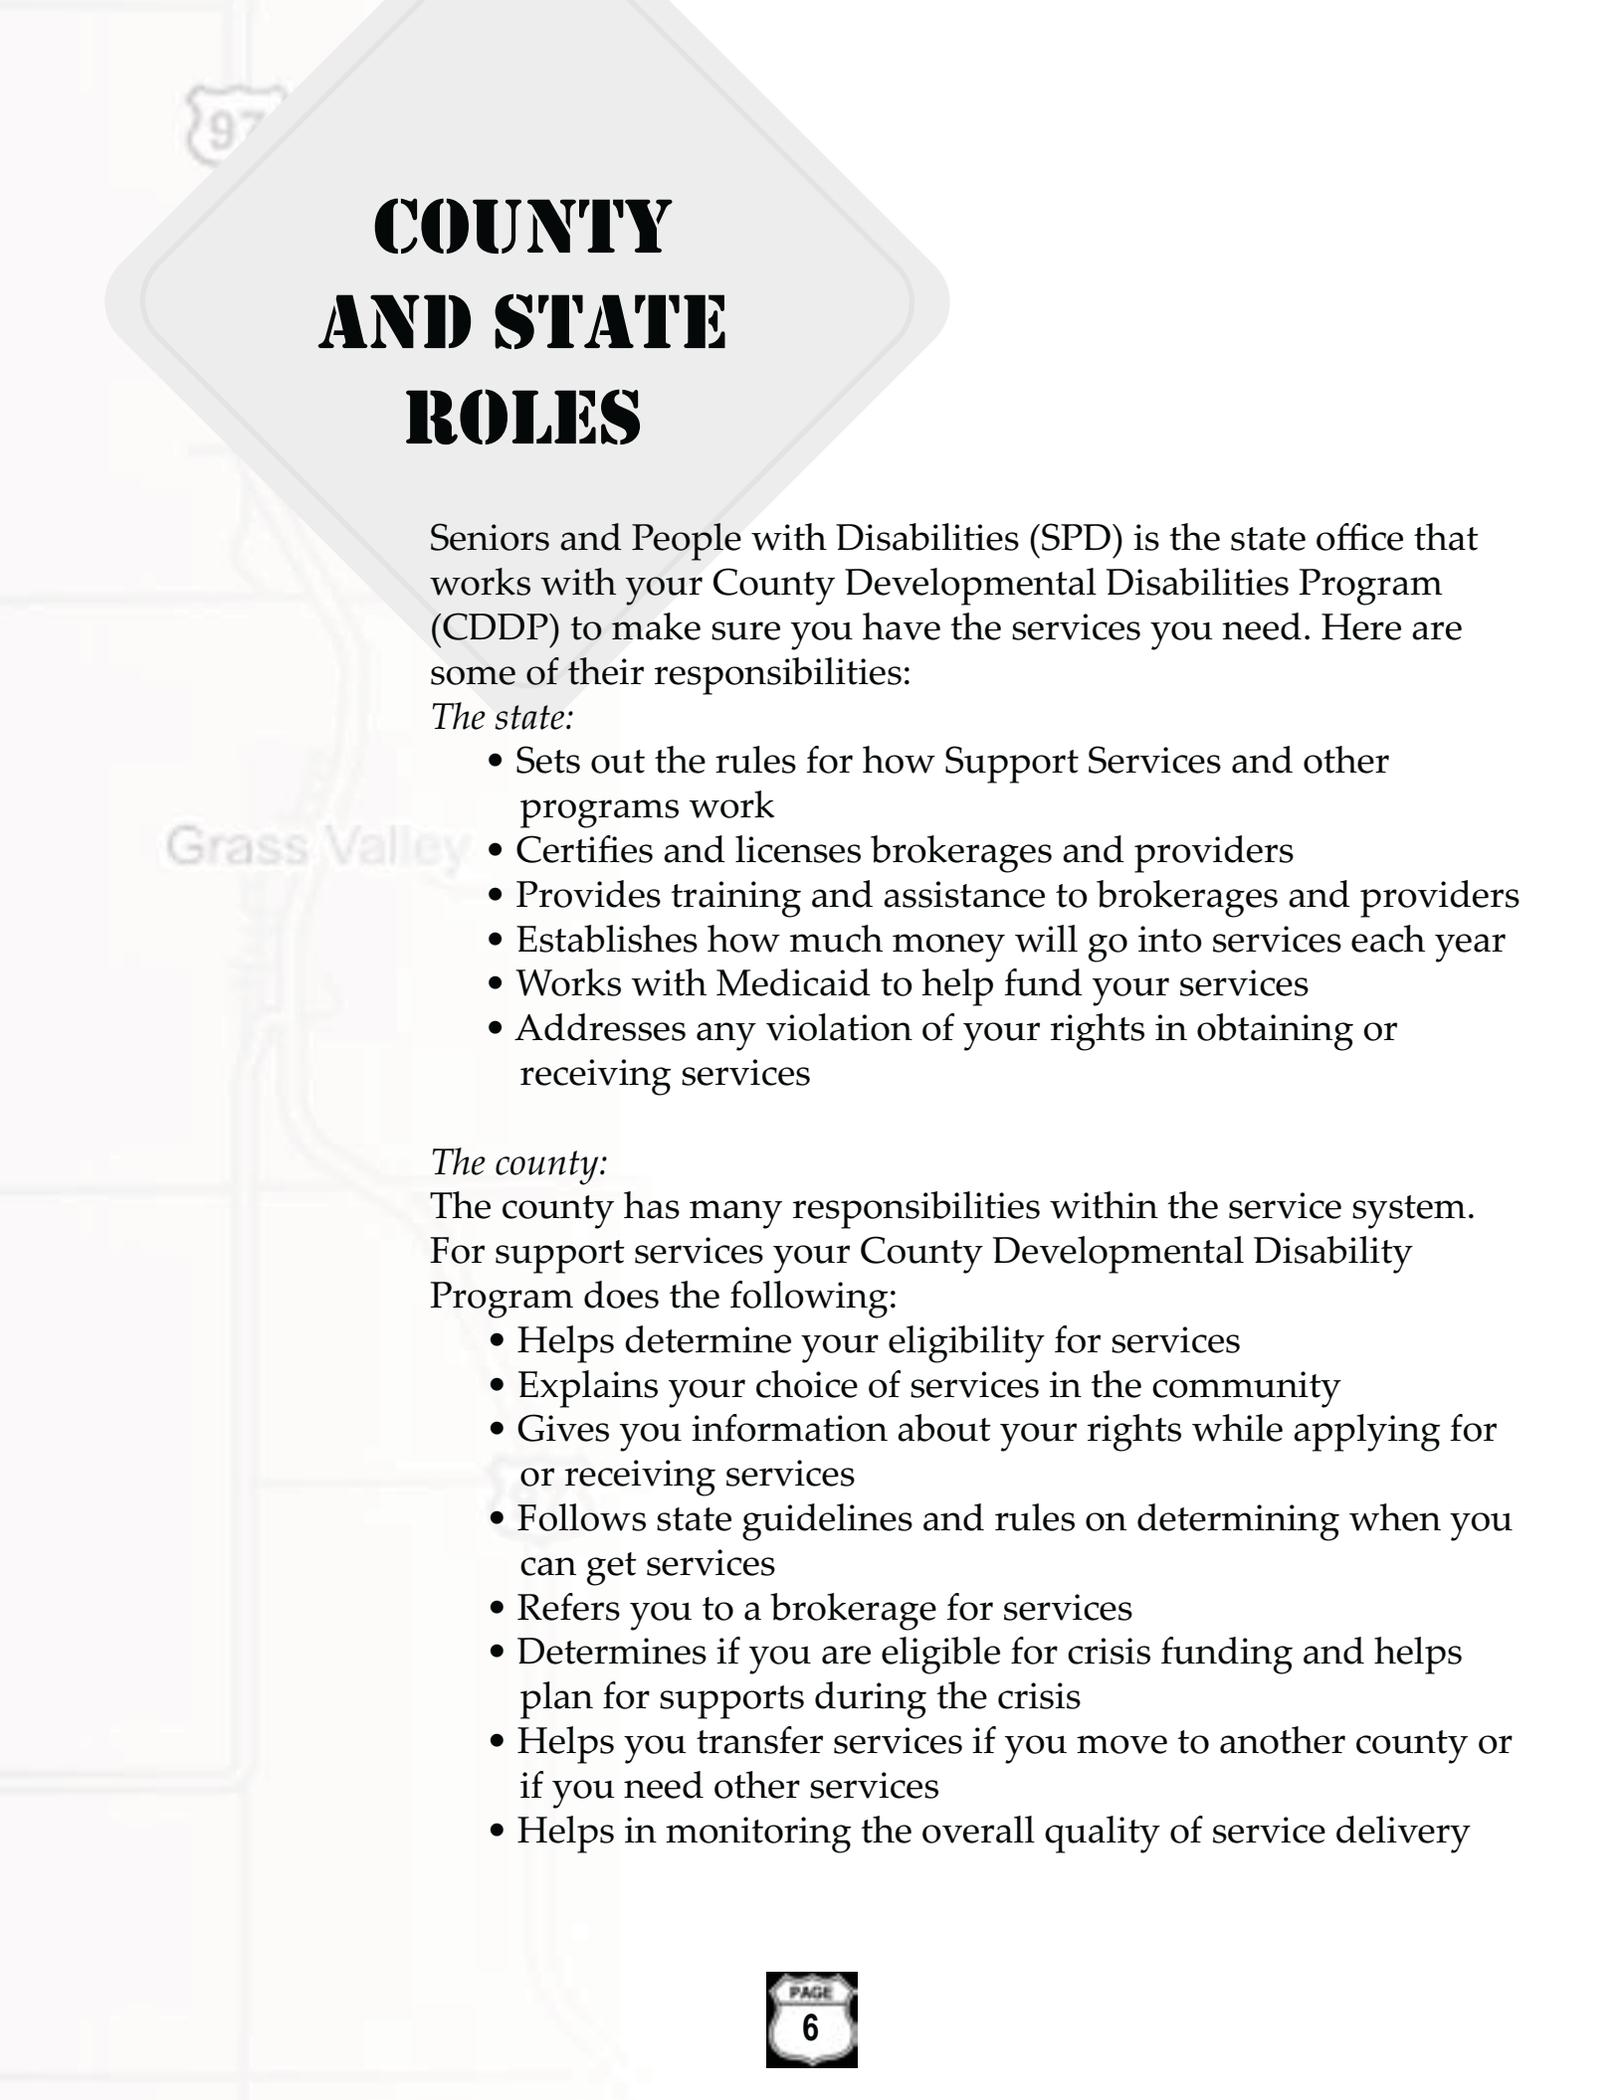 97
COUNTY
AND STATE
ROLES
Seniors and People with Disabilities (SPD) is the state office that
works with your County Developmental Disabilities Program
(CDDP) to make sure you have the services you need. Here are
some of their responsibilities:
The state:
• Sets out the rules for how Support Services and other
programs work
Grass Valley
• Certifies and licenses brokerages and providers
• Provides training and assistance to brokerages and providers
• Establishes how much money will go into services each year
• Works with Medicaid to help fund your services
• Addresses any violation of your rights in obtaining or
receiving services
The county:
The county has many responsibilities within the service system.
For support services your County Developmental Disability
Program does the following:
• Helps determine your eligibility for services
• Explains your choice of services in the community
• Gives you information about your rights while applying for
or receiving services
• Follows state guidelines and rules on determining when you
can get services
• Refers you to a brokerage for services
• Determines if you are eligible for crisis funding and helps
plan for supports during the crisis
• Helps you transfer services if you move to another county or
if you need other services
• Helps in monitoring the overall quality of service delivery
PAGE
6